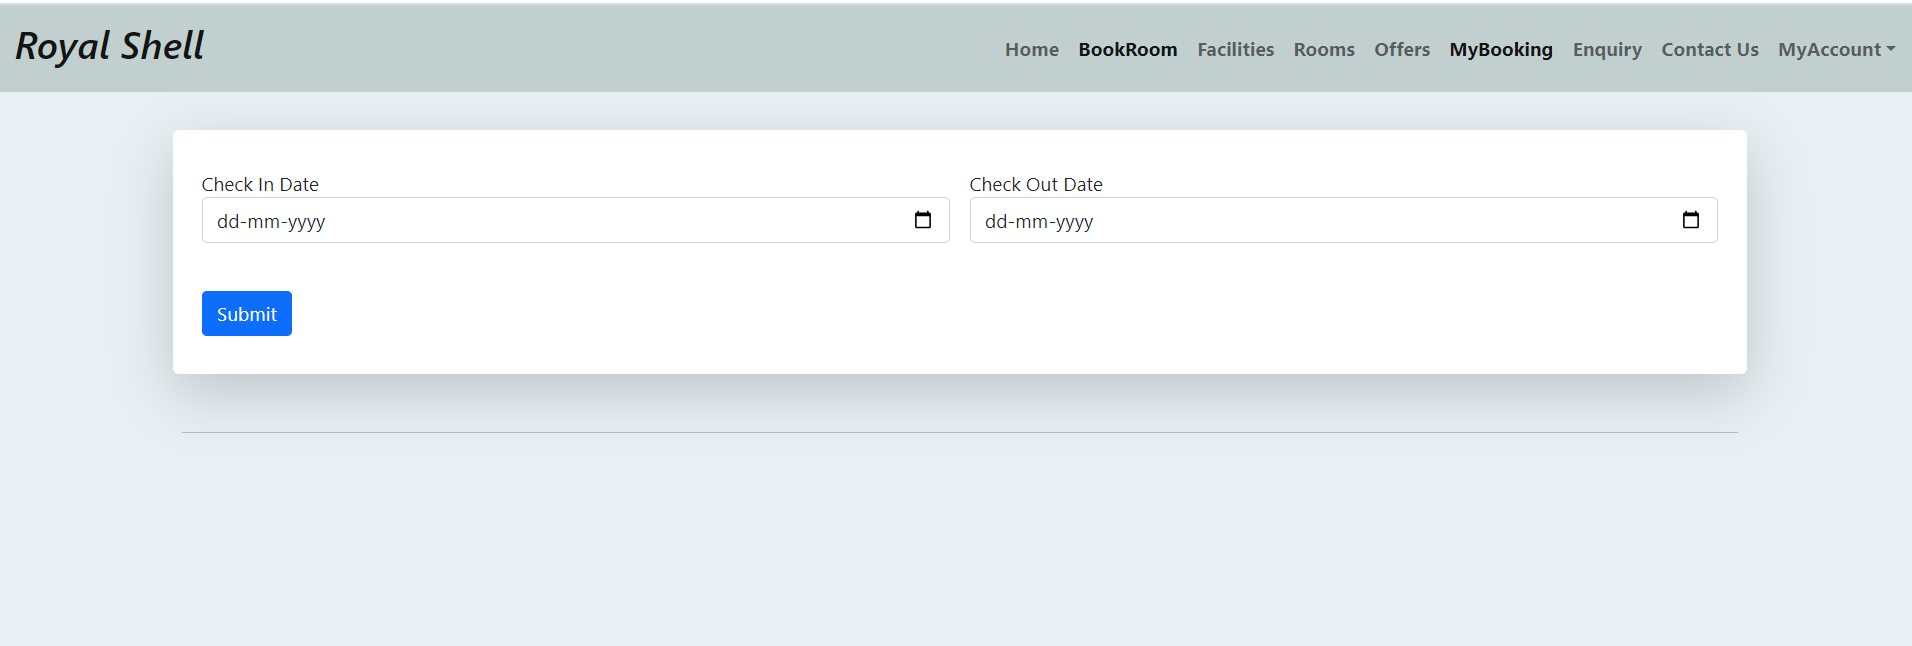 Royal Shell
Home BookRoom Facilities Rooms Offers MyBooking Enquiry Contact Us MyAccount
Check In Date
Check Out Date
dd-mm-yyyy
dd-mm-yyyy
Submit